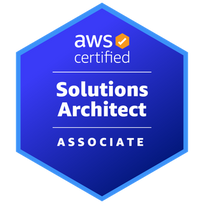 aws
certified
Solutions
Architect
ASSOCIATE